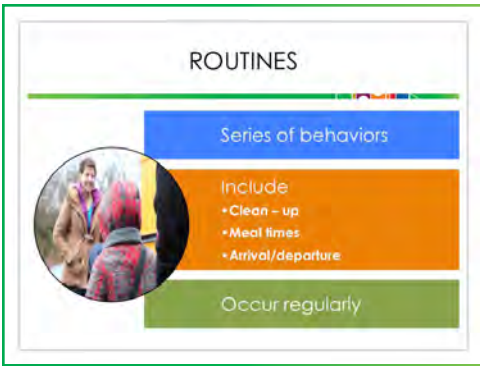 ROUTINES
Series of behaviors
Include
•Clean – up
•Meal times
•Arrival/departure
Occur regularly